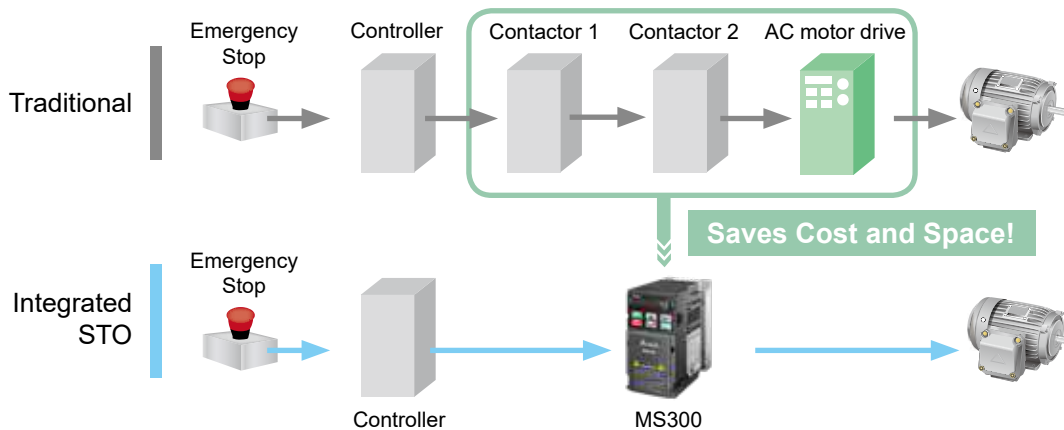 Emergency
Stop
Controller
Contactor 1
Contactor 2
AC motor drive
Traditional
Saves Cost and Space!
Emergency
Stop
Integrated
STO
Controller
MS300